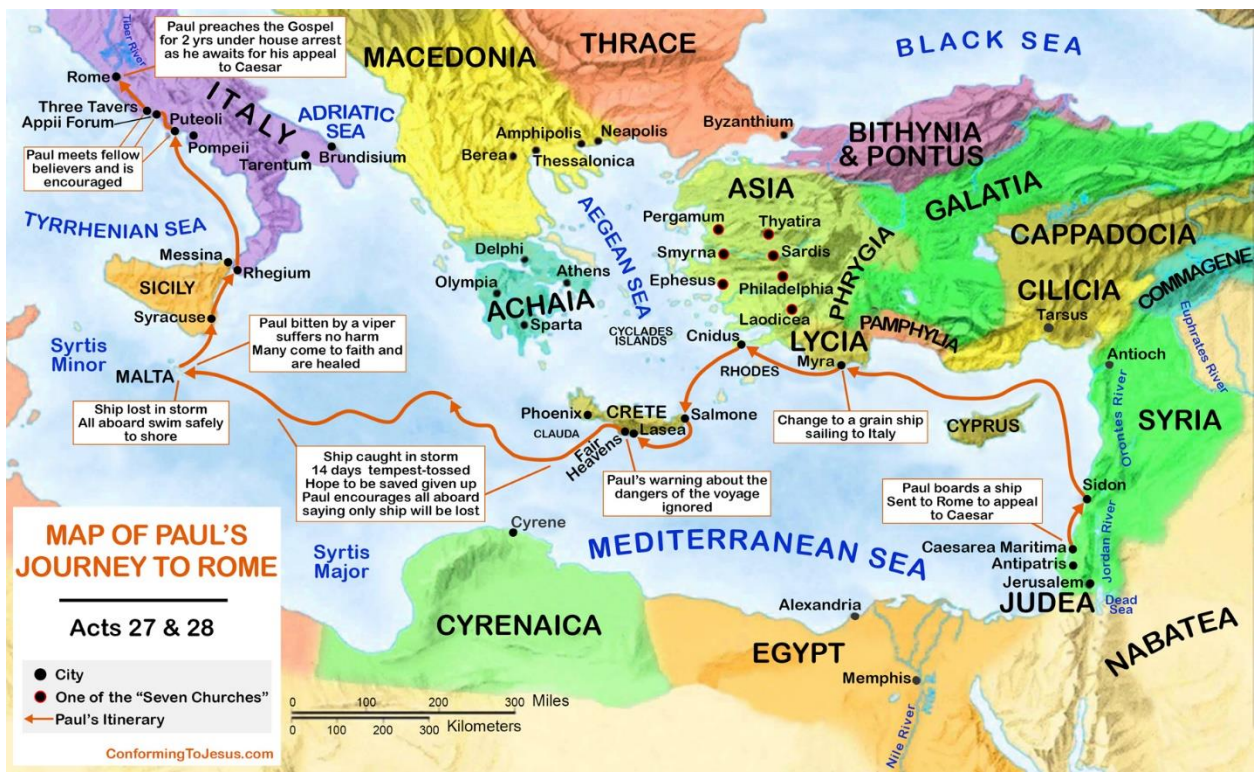 Paul preaches the Gospel
for 2 yrs under house arrest
as he awaits for his appeal
to Caesar
Tiber River
Rome
Three Tavers
Appii Forum
Puteoli
Pompeii
ITALY
ADRIATIC
SEA
Tarentum
Brundisium
Paul meets fellow
believers and is
encouraged
TYRRHENIAN SEA
Messina
Rhegium
SICILY
Syracuse
MACEDONIA
THRACE
BLACK SEA
Amphipolis
Neapolis
Berea
Thessalonica
Byzantium
BITHYNIA
& PONTUS
ASIA
GALATIA
AEGEAN SEA
Pergamum
Thyatira
Smyrna
Sardis
Ephesus
Philadelphia
Laodicea
PHRYGIA
CAPPADOCIA
COMMAGENE
CILICIA
Tarsus
Euphrates River
Delphi
Olympia
Athens
ACHAIA
Sparta
CYCLADES
ISLANDS
Cnidus
LYCIA
PAMPHYLIA
RHODES
Myra
Antioch
Orontes River
SYRIA
Syrtis
Minor
MALTA
Paul bitten by a viper
suffers no harm
Many come to faith and
are healed
Ship lost in storm
All aboard swim safely
to shore
Phoenix
CRETE
Salmone
CLAUDA
Lasea
Fair
Heavens
Change to a grain ship
sailing to Italy
CYPRUS
Ship caught in storm
14 days tempest-tossed
Hope to be saved given up
Paul encourages all aboard
saying only ship will be lost
Paul's warning about the
dangers of the voyage
ignored
Paul boards a ship
Sent to Rome to appeal
to Caesar
Sidon
Caesarea Maritima
Antipatris
Jerusalem
Jordan River
JUDEA
Dead
Sea
NABATEA
MEDITERRANEAN SEA
Syrtis
Major
Cyrene
CYRENAICA
Alexandria
EGYPT
Memphis
Nile River
MAP OF PAUL'S
JOURNEY TO ROME
Acts 27 & 28
City
One of the “Seven Churches”
Paul's Itinerary
ConformingToJesus.com
0 100 200 300 Miles
0 100 200 300 Kilometers